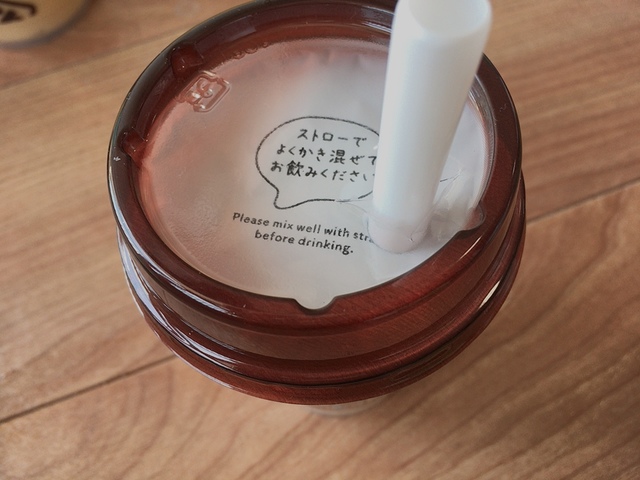 ストローで
よくかき混ぜて
お飲みください
Please mix well with
before drinking.